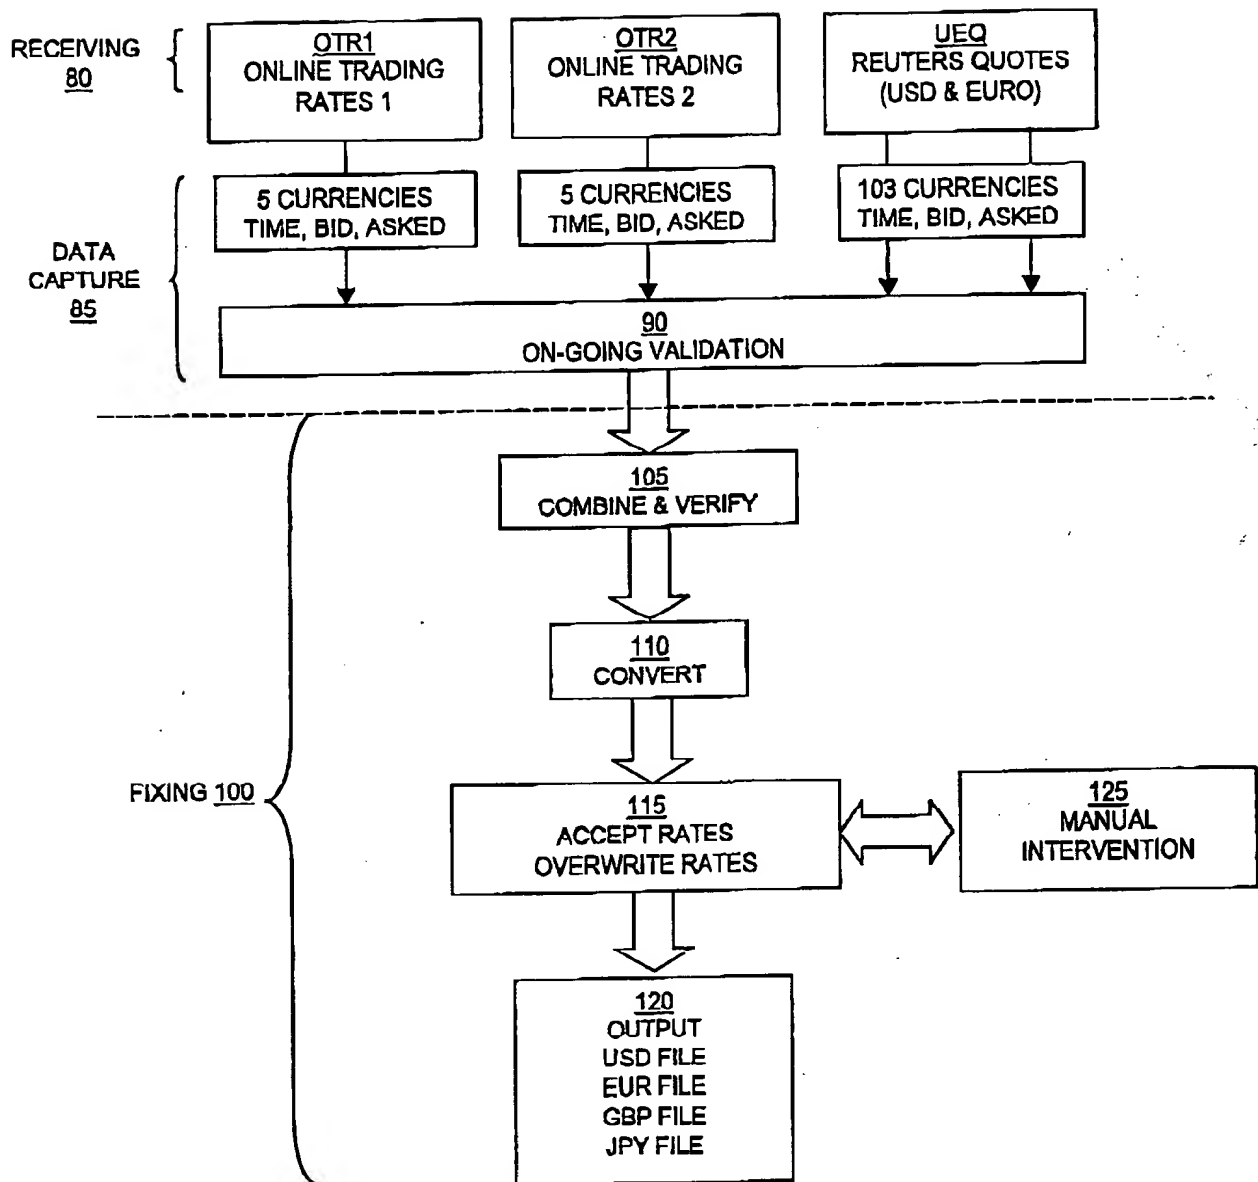 RECEIVING
80
OTR1
ONLINE TRADING
RATES 1
OTR2
ONLINE TRADING
RATES 2
UEQ
REUTERS QUOTES
(USD & EURO)
DATA
CAPTURE
85
5 CURRENCIES
TIME, BID, ASKED
5 CURRENCIES
TIME, BID, ASKED
103 CURRENCIES
TIME, BID, ASKED
90
ON-GOING VALIDATION
FIXING 100
105
COMBINE & VERIFY
110
CONVERT
115
ACCEPT RATES
OVERWRITE RATES
125
MANUAL
INTERVENTION
120
OUTPUT
USD FILE
EUR FILE
GBP FILE
JPY FILE